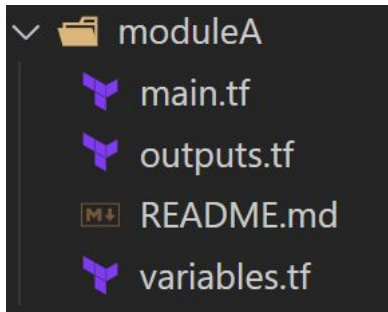 moduleA
main.tf
outputs.tf
M↓ README.md
variables.tf